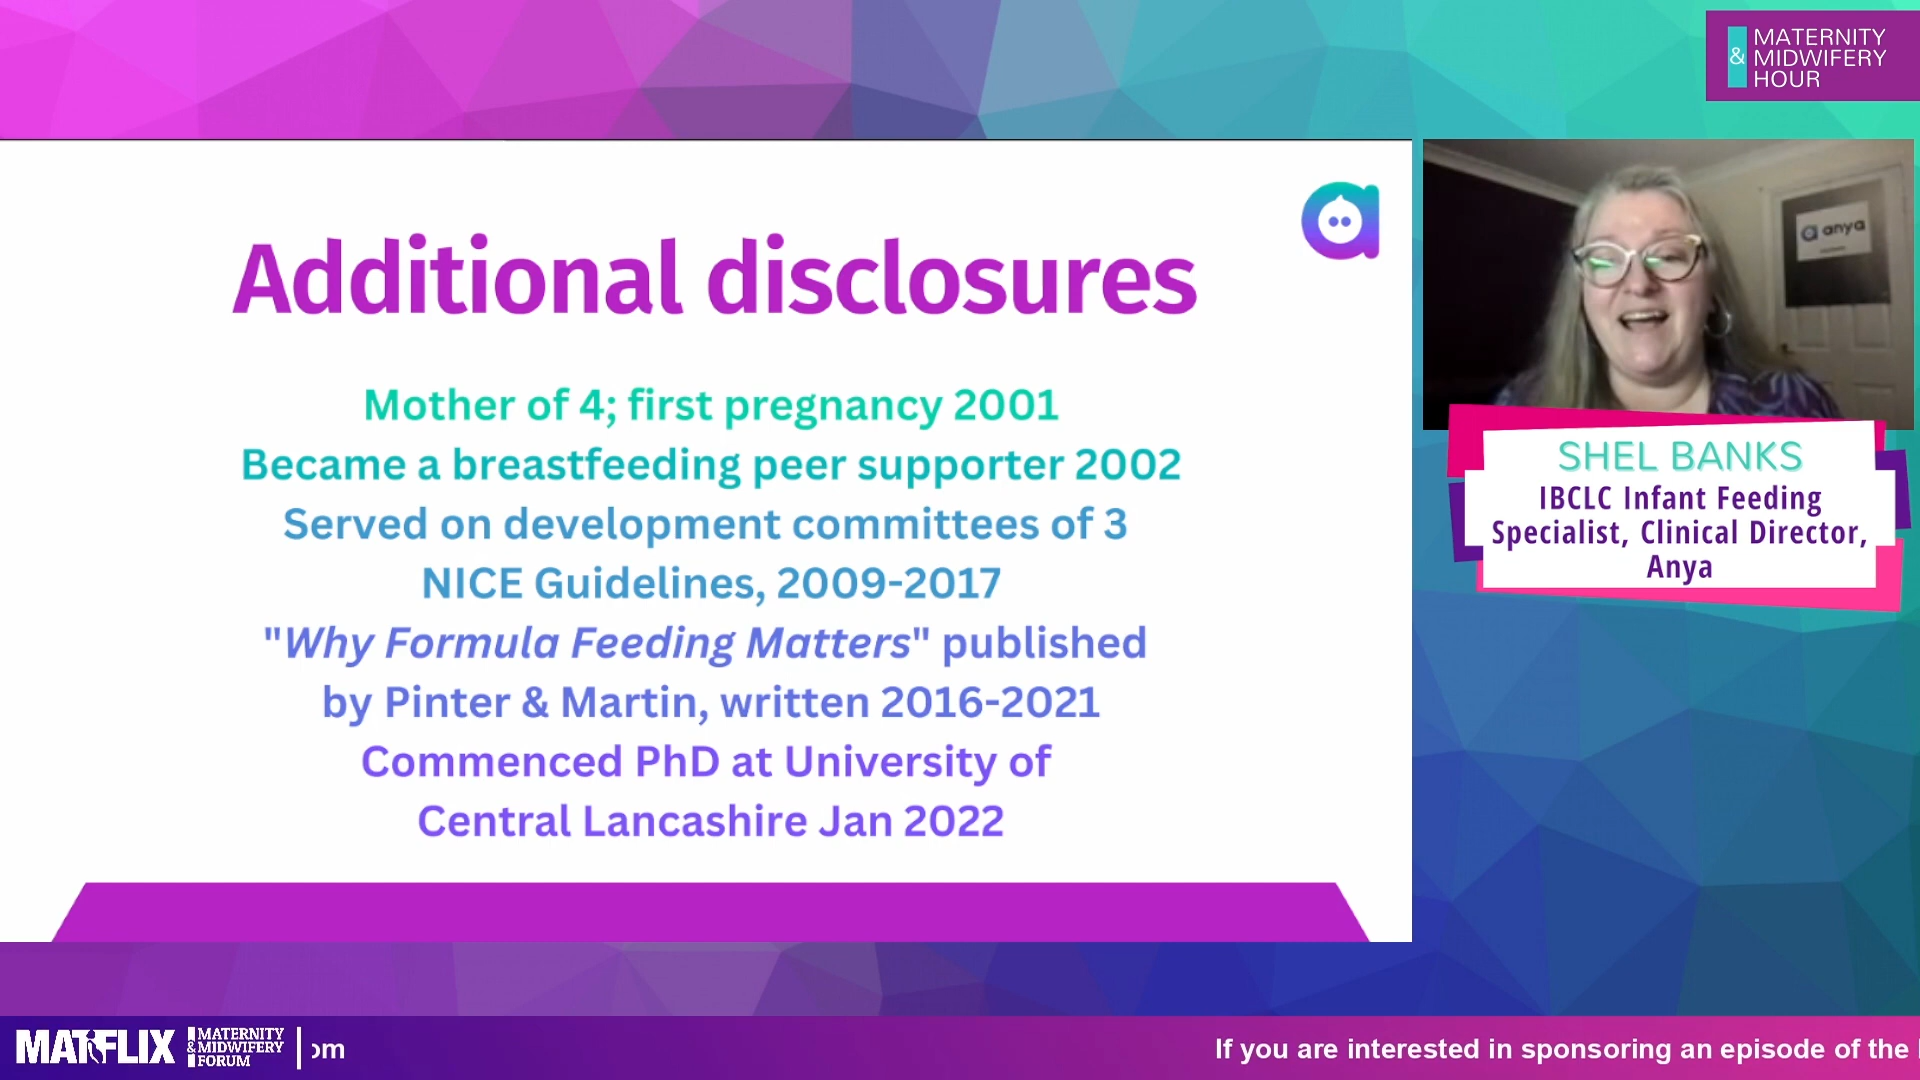 MATERNITY
& MIDWIFERY
HOUR
Additional disclosures
Mother of 4; first pregnancy 2001
Became a breastfeeding peer supporter 2002
Served on development committees of 3
NICE Guidelines, 2009-2017
"Why Formula Feeding Matters" published
by Pinter & Martin, written 2016-2021
Commenced PhD at University of
Central Lancashire Jan 2022
anya
SHEL BANKS
IBCLC Infant Feeding
Specialist, Clinical Director,
Anya
MATFLIX
MATERNITY
& MIDWIFERY
FORUM
om
If you are interested in sponsoring an episode of the